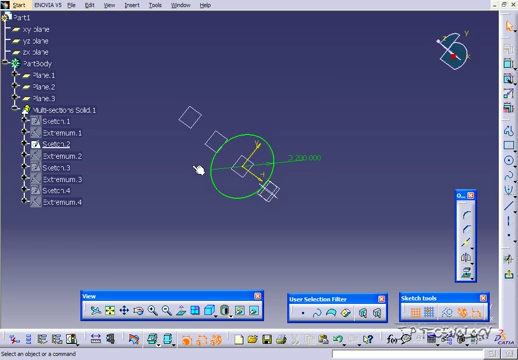 Start ENOVIA V5 File Edit View Insert Tools Window Help
Part1
xy plane
yz plane
zx plane
PartBody
Plane.1
Plane.2
Plane.3
Multi-sections Solid.1
Sketch.1
Extremum.1
Sketch.2
Extremum.2
Sketch.3
Extremum.3
Sketch.4
Extremum.4
200.000
View
User Selection Filter
Sketch tools
CATIA
Select an object or a command